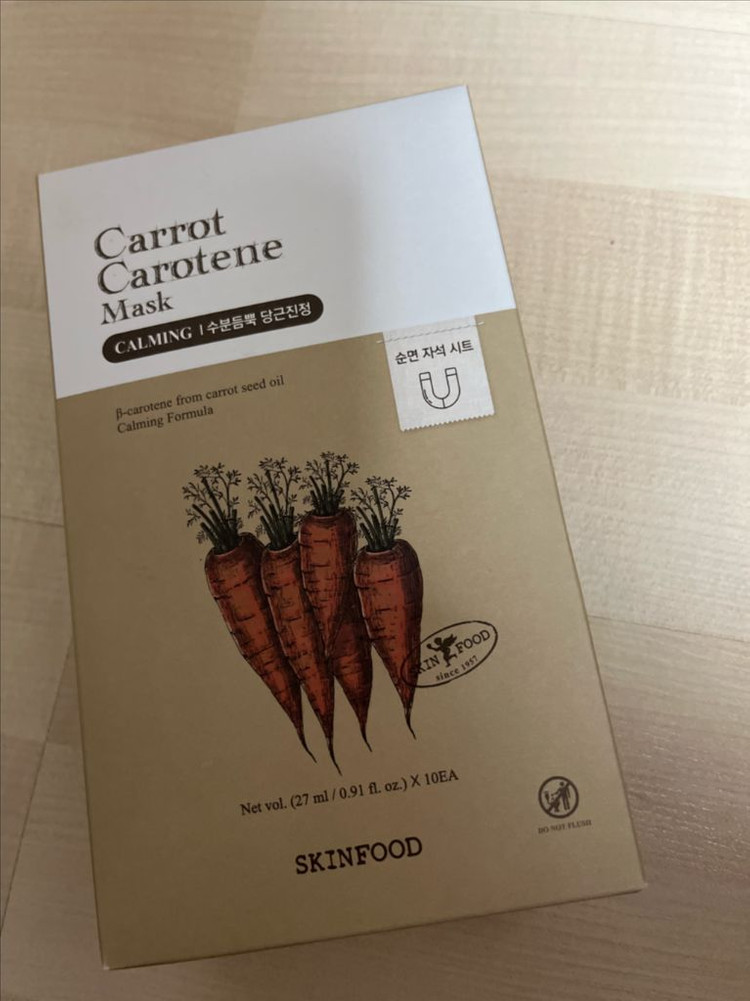 Carrot
Carotene
Mask
CALMING | 수분듬뿍 당근진정
순면 자석 시트
β-carotene from carrot seed oil
Calming Formula
SKIN FOOD
since 1957
Net vol. (27 ml / 0.91 fl. oz.) X 10EA
DO NOT FLUSH
SKINFOOD